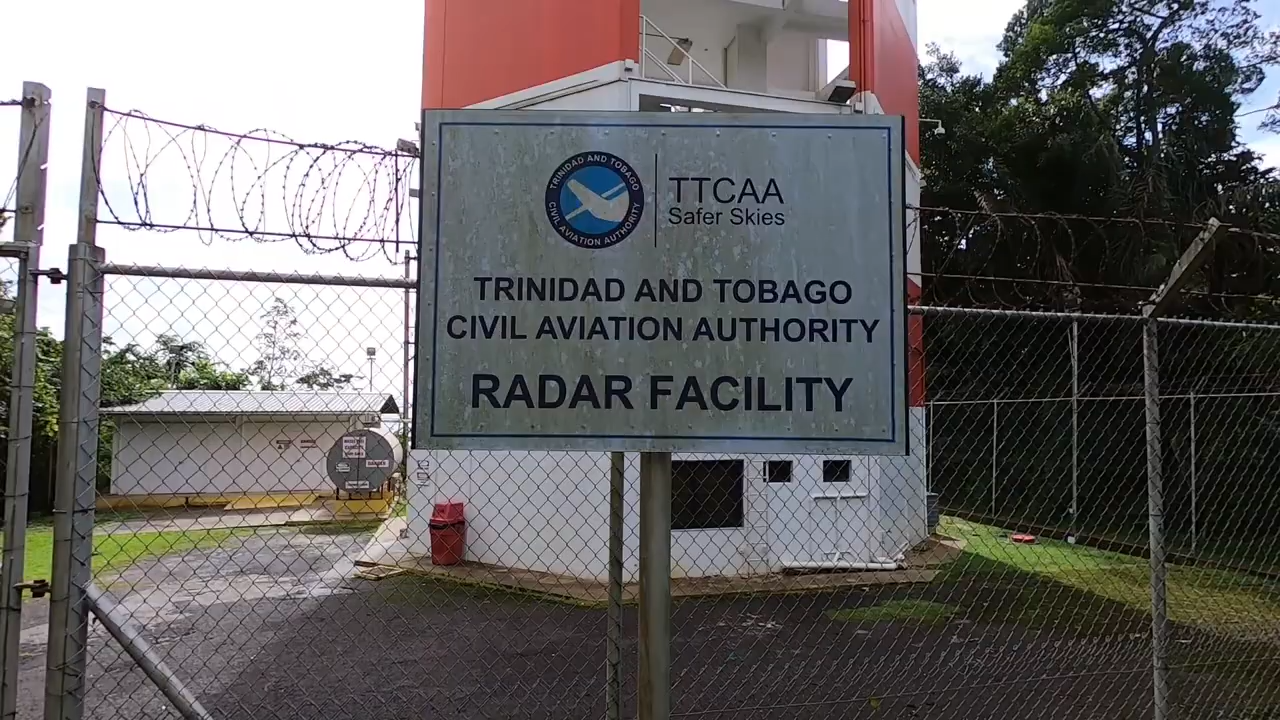 TRINIDAD AND TOBAGO
CIVIL AVIATION AUTHORITY
TTCAA
Safer Skies
TRINIDAD AND TOBAGO
CIVIL AVIATION AUTHORITY
RADAR FACILITY
DANGER